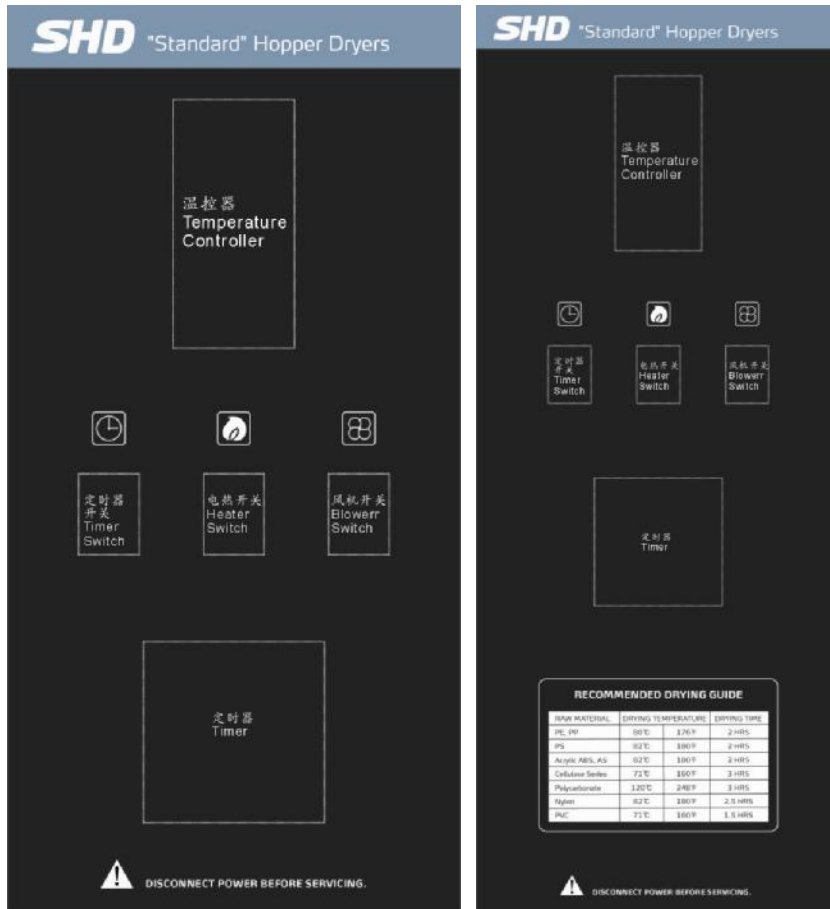 SHD "Standard" Hopper Dryers
温控器
Temperature
Controller
定时器
开关
Timer
Switch
电热开关
Heater
Switch
风机开关
Blowerr
Switch
定时器
Timer
DISCONNECT POWER BEFORE SERVICING.
SHD "Standard" Hopper Dryers
温控器
Temperature
Controller
定时器
开关
Timer
Switch
电热开关
Heater
Switch
风机开关
Blowerr
Switch
定时器
Timer
RECOMMENDED DRYING GUIDE
RAW MATERIAL DRYING TEMPERATURE DRYING TIME
PE, PP 80℃ 176℉ 2 HRS
PS 82℃ 180℉ 2 HRS
Acrylic ABS, AS 82℃ 180℉ 2 HRS
Cellulose Series 71℃ 160℉ 3 HRS
Polycarbonate 120℃ 248℉ 3 HRS
Nylon 82℃ 180℉ 2.5 HRS
PVC 71℃ 160℉ 1.5 HRS
DISCONNECT POWER BEFORE SERVICING.